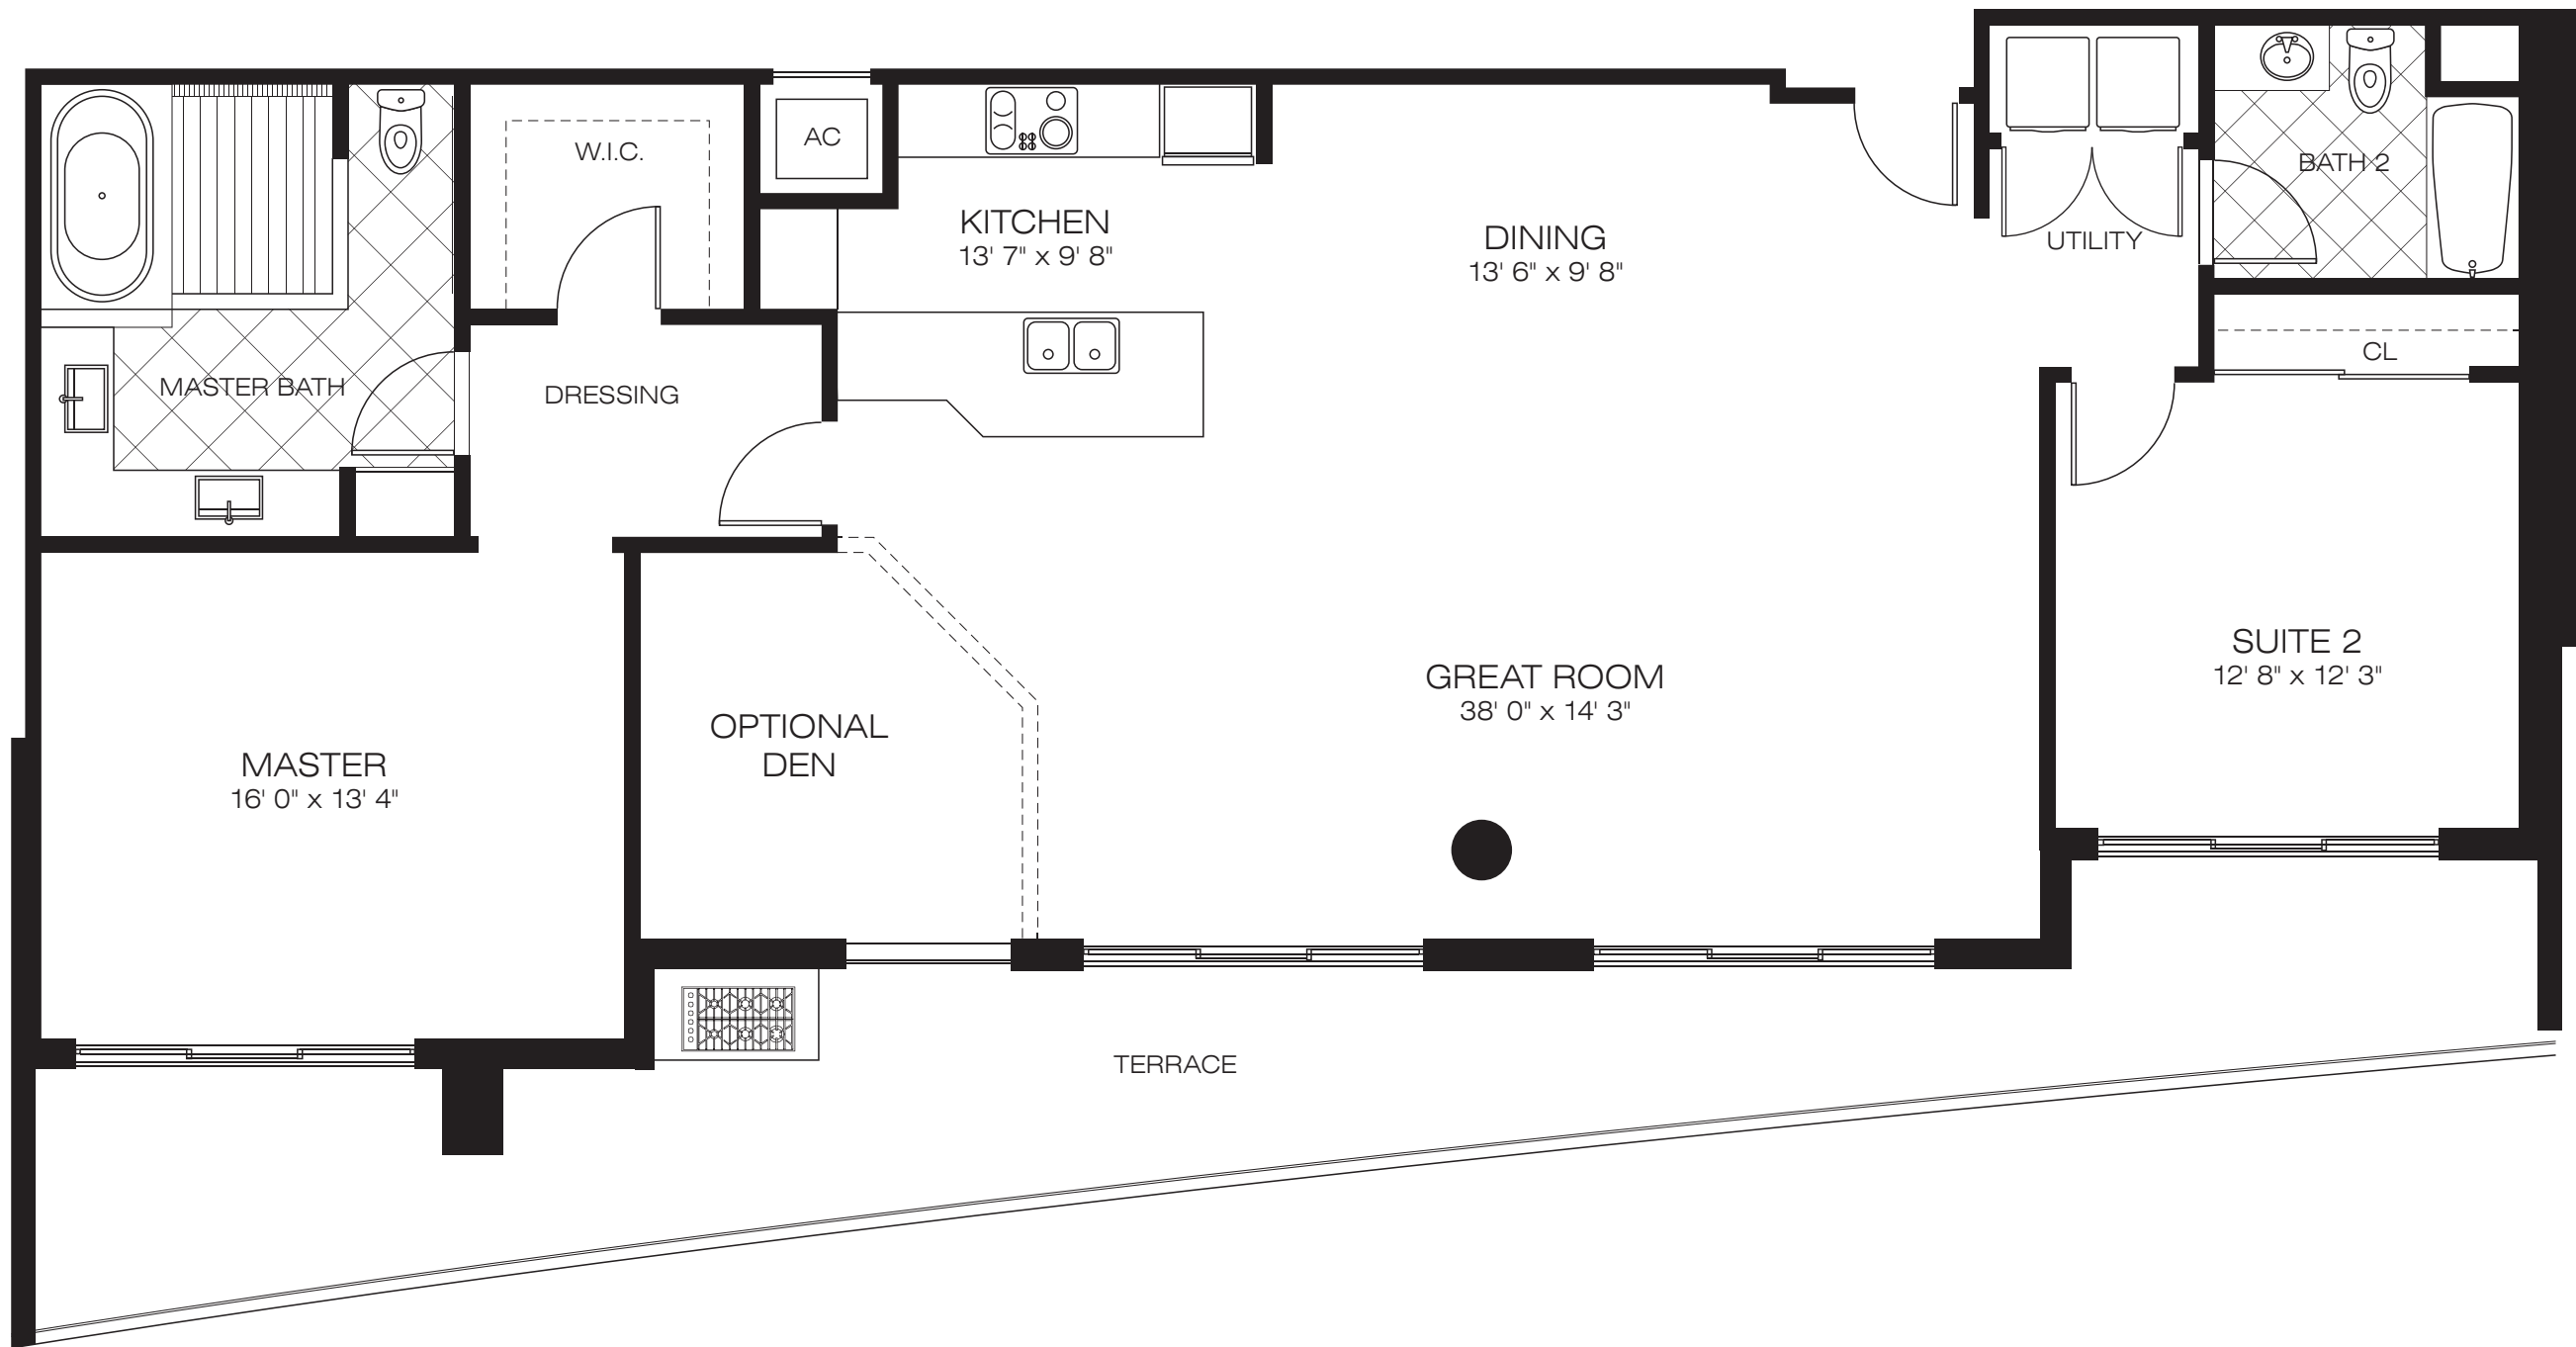 W.I.C.
AC
BATH 2
KITCHEN
13' 7" x 9' 8"
DINING
13' 6" x 9' 8"
UTILITY
CL
MASTER BATH
DRESSING
SUITE 2
12' 8" x 12' 3"
GREAT ROOM
38' 0" x 14' 3"
OPTIONAL
DEN
MASTER
16' 0" x 13' 4"
TERRACE